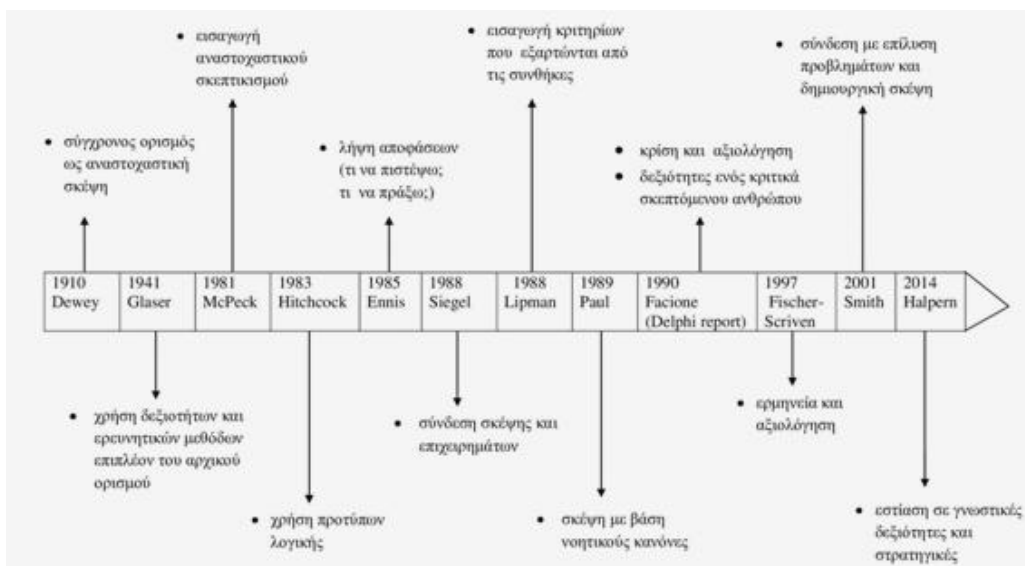 • εισαγωγή
αναστοχαστικού
σκεπτικισμού
• εισαγωγή κριτηρίων
που εξαρτώνται από
τις συνθήκες
• σύνδεση με επίλυση
προβλημάτων και
δημιουργική σκέψη
• σύγχρονος ορισμός
ως αναστοχαστική
σκέψη
• λήψη αποφάσεων
(τι να πιστέψω;
τι να πράξω;)
• κρίση και αξιολόγηση
• δεξιότητες ενός κριτικά
σκεπτόμενου ανθρώπου
1910
Dewey
1941
Glaser
1981
McPeck
1983
Hitchcock
1985
Ennis
1988
Siegel
1988
Lipman
1989
Paul
1990
Facione
(Delphi report)
1997
Fischer-
Scriven
2001
Smith
2014
Halpern
• χρήση δεξιοτήτων και
ερευνητικών μεθόδων
επιπλέον του αρχικού
ορισμού
• σύνδεση σκέψης και
επιχειρημάτων
• ερμηνεία και
αξιολόγηση
• χρήση προτύπων
λογικής
• σκέψη με βάση
νοητικούς κανόνες
• εστίαση σε γνωστικές
δεξιότητες και
στρατηγικές